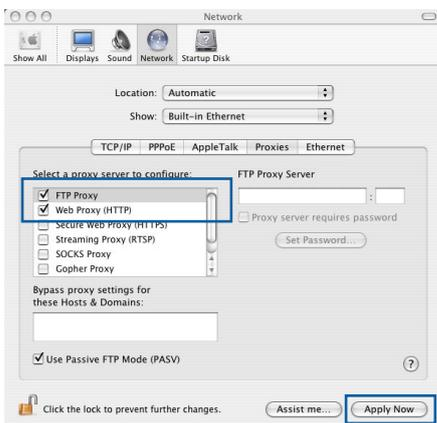 Network
Show All Displays Sound Network Startup Disk
Location: Automatic
Show: Built-in Ethernet
TCP/IP PPPoE AppleTalk Proxies Ethernet
Select a proxy server to configure:
FTP Proxy
Web Proxy (HTTP)
Secure Web Proxy (HTTPS)
Streaming Proxy (RTSP)
SOCKS Proxy
Gopher Proxy
FTP Proxy Server
:
Proxy server requires password
Set Password...
Bypass proxy settings for
these Hosts & Domains:
Use Passive FTP Mode (PASV)
?
Click the lock to prevent further changes.
Assist me...
Apply Now